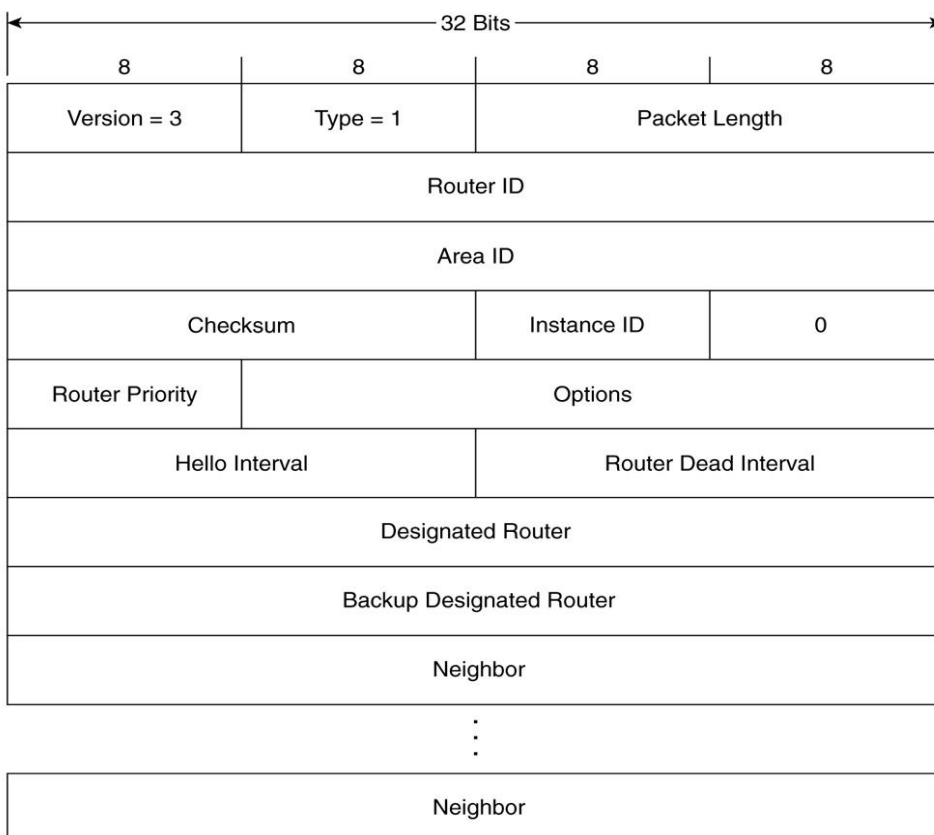 32 Bits
8 8 8 8
Version = 3 Type = 1 Packet Length
Router ID
Area ID
Checksum Instance ID 0
Router Priority Options
Hello Interval Router Dead Interval
Designated Router
Backup Designated Router
Neighbor
Neighbor